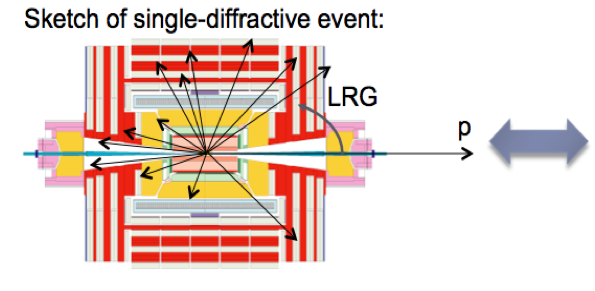 Sketch of single-diffractive event:
LRG
p